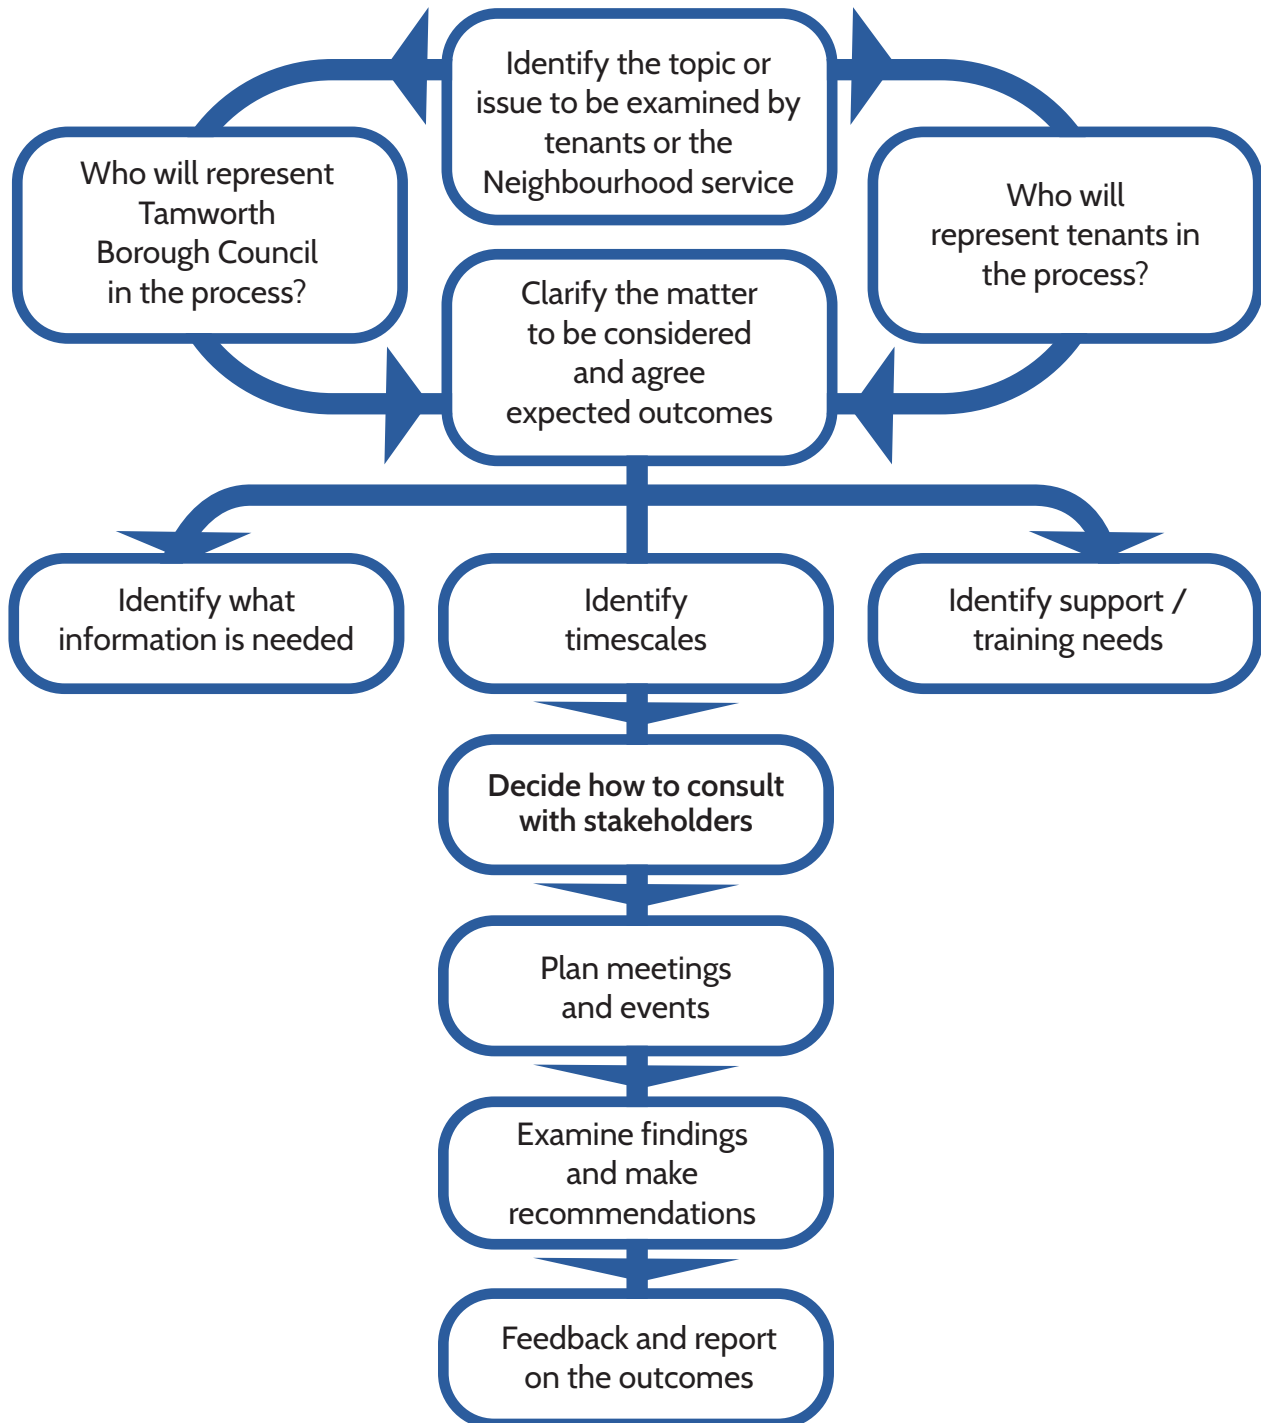 Identify the topic or
issue to be examined by
tenants or the
Neighbourhood service
Who will represent
Tamworth
Borough Council
in the process?
Who will
represent tenants in
the process?
Clarify the matter
to be considered
and agree
expected outcomes
Identify what
information is needed
Identify
timescales
Identify support /
training needs
Decide how to consult
with stakeholders
Plan meetings
and events
Examine findings
and make
recommendations
Feedback and report
on the outcomes